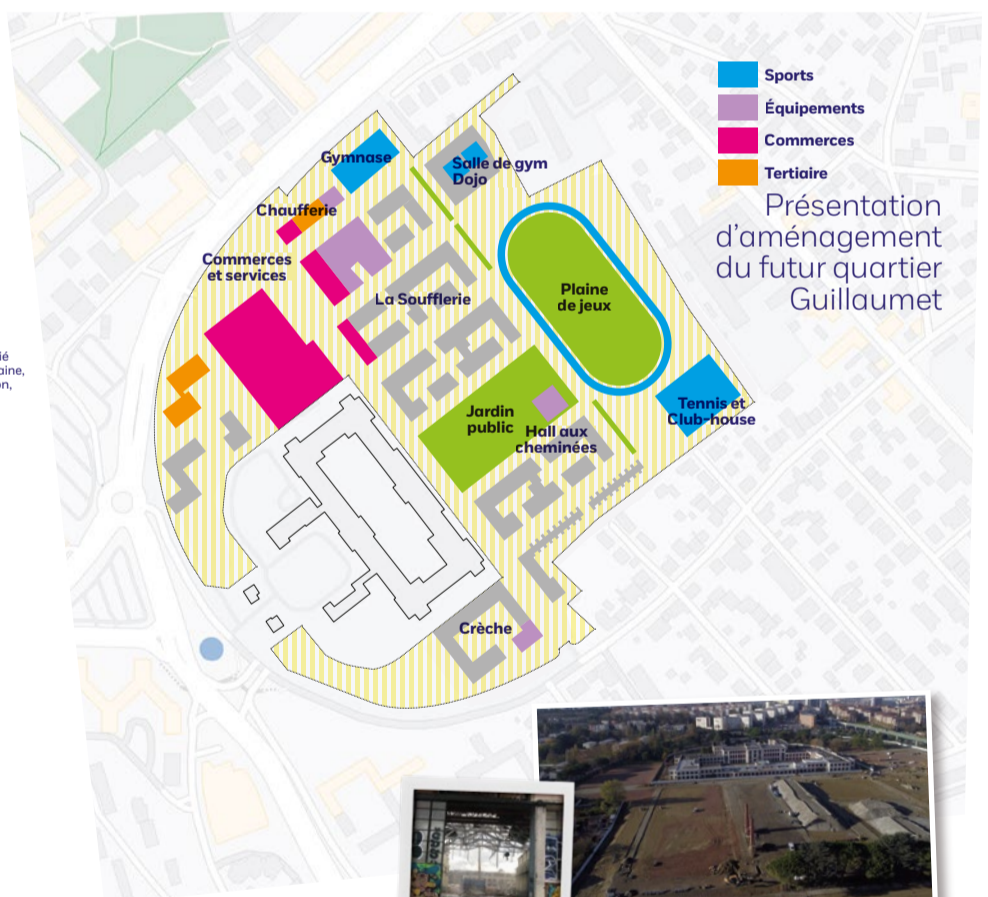 Sports
Équipements
Commerces
Tertiaire
Présentation
d’aménagement
du futur quartier
Guillaumet
Gymnase
Salle de gym
Dojo
Chaufferie
Commerces
et services
La Soufflerie
Plaine
de jeux
Tennis et
Club-house
Jardin
public
Hall aux
cheminées
Crèche